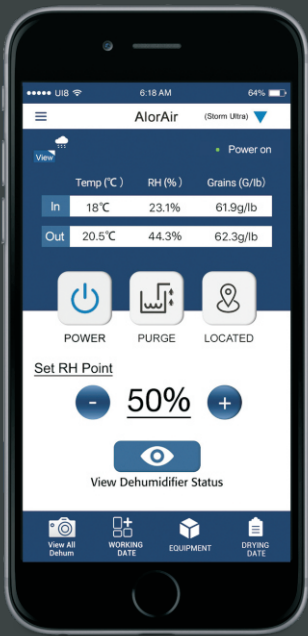 UI8 6:18 AM 64%
AlorAir (Storm Ultra)
View Power on
Temp (℃) RH (%) Grains (G/lb)
In 18℃ 23.1% 61.9g/lb
Out 20.5℃ 44.3% 62.3g/lb
POWER PURGE LOCATED
Set RH Point
- 50% +
View Dehumidifier Status
View All Dehum WORKING DATE EQUIPMENT DRYING DATE